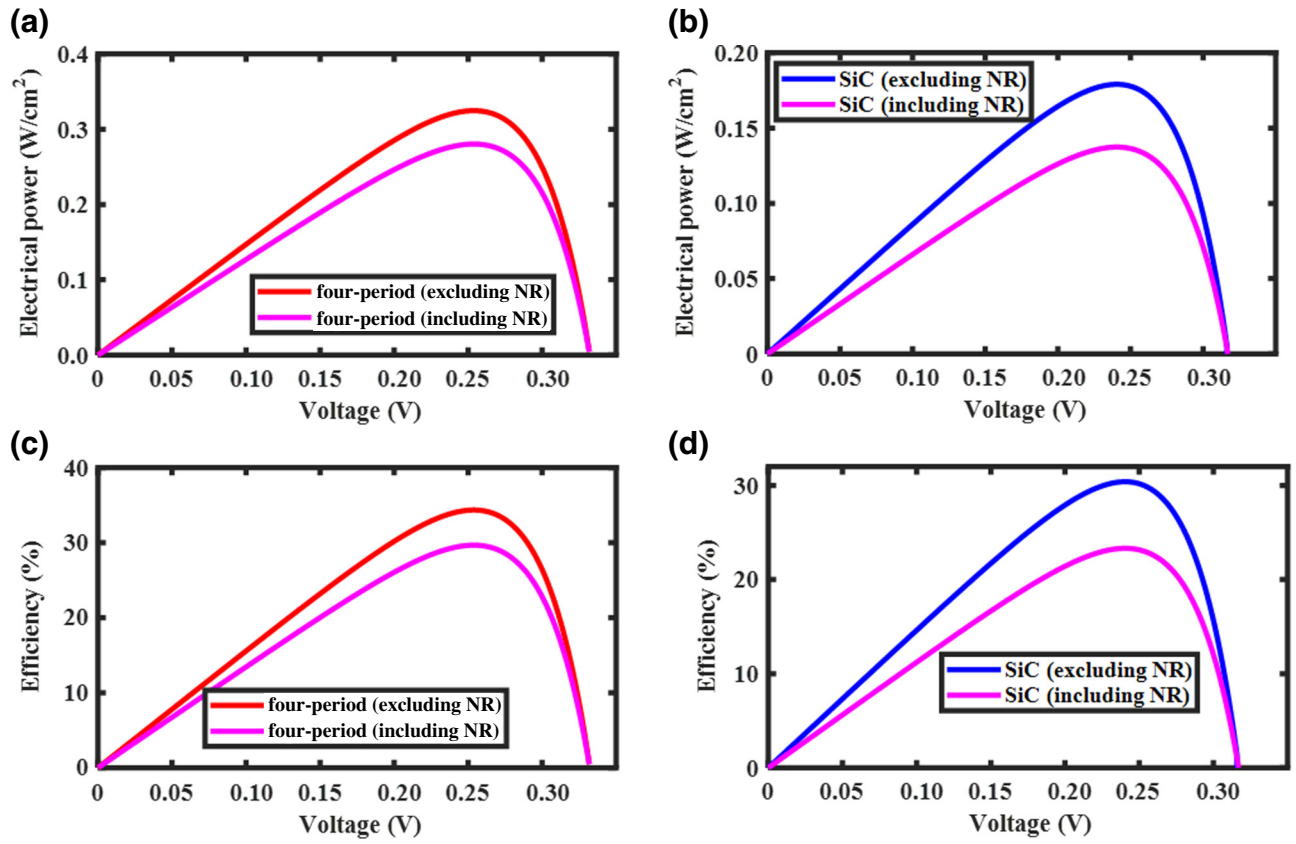 (a)
0.4
0.3
0.2
0.1
0.0
Electrical power (W/cm²)
four-period (excluding NR)
four-period (including NR)
0 0.05 0.10 0.15 0.20 0.25 0.30
Voltage (V)
(b)
0.20
0.15
0.10
0.05
0
Electrical power (W/cm²)
SiC (excluding NR)
SiC (including NR)
0 0.05 0.10 0.15 0.20 0.25 0.30
Voltage (V)
(c)
40
30
20
10
0
Efficiency (%)
four-period (excluding NR)
four-period (including NR)
0 0.05 0.10 0.15 0.20 0.25 0.30
Voltage (V)
(d)
30
20
10
0
Efficiency (%)
SiC (excluding NR)
SiC (including NR)
0 0.05 0.10 0.15 0.20 0.25 0.30
Voltage (V)